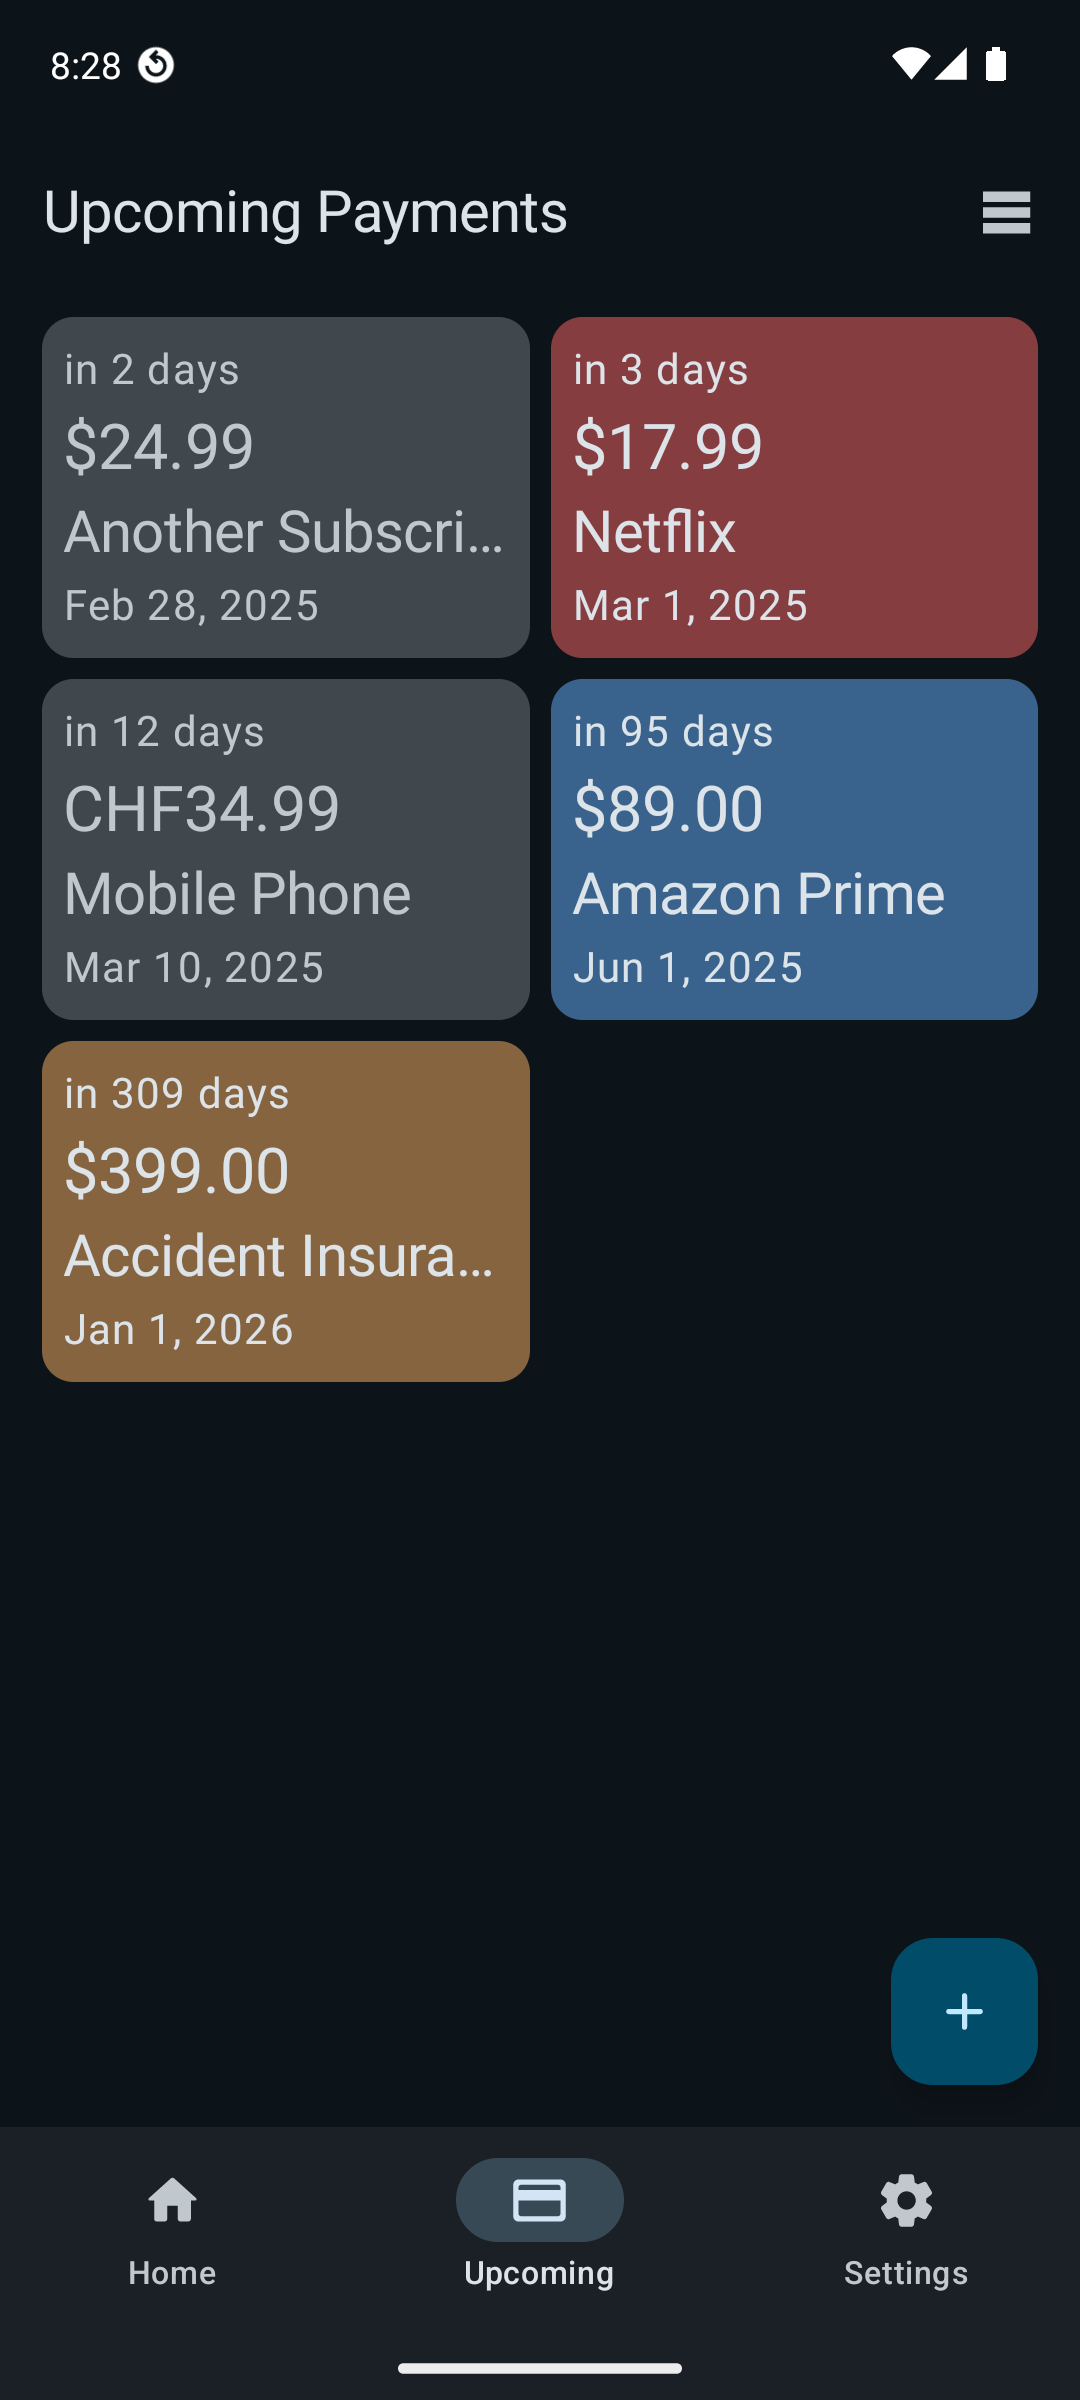 8:28
Upcoming Payments
in 2 days
$24.99
Another Subscri...
Feb 28, 2025
in 3 days
$17.99
Netflix
Mar 1, 2025
in 12 days
CHF34.99
Mobile Phone
Mar 10, 2025
in 95 days
$89.00
Amazon Prime
Jun 1, 2025
in 309 days
$399.00
Accident Insura...
Jan 1, 2026
Home
Upcoming
Settings